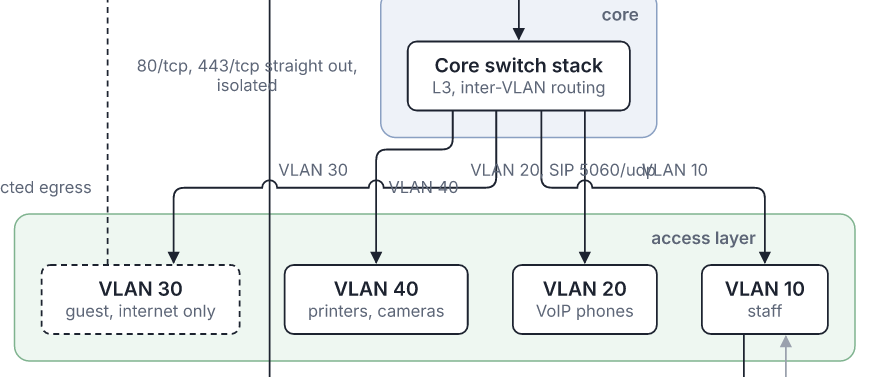 core
80/tcp, 443/tcp straight out,
isolated
Core switch stack
L3, inter-VLAN routing
VLAN 30
VLAN 20, SIP 5060/udp
VLAN 10
cted egress
VLAN 40
access layer
VLAN 30
guest, internet only
VLAN 40
printers, cameras
VLAN 20
VoIP phones
VLAN 10
staff